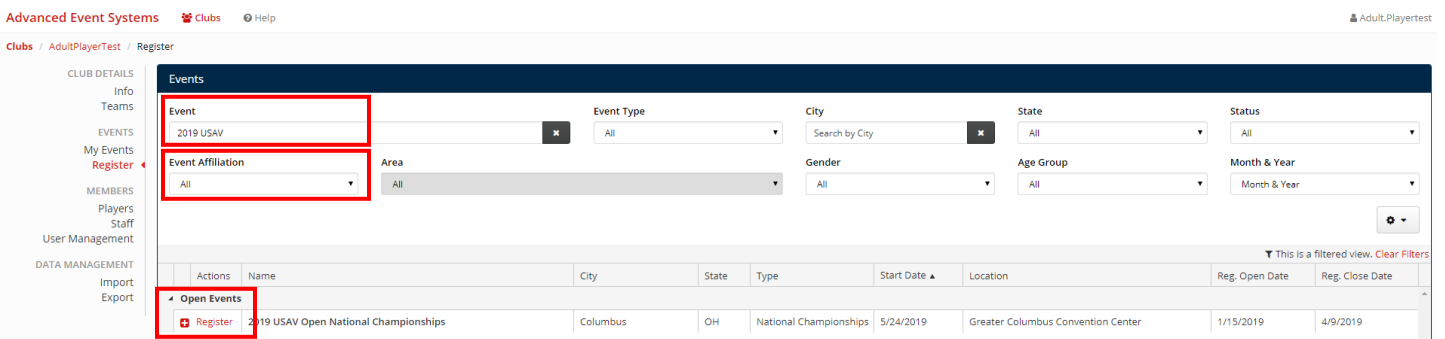 Advanced Event Systems Clubs Help Adult.Playertest
Clubs / AdultPlayerTest / Register
CLUB DETAILS
Info
Teams
EVENTS
My Events
Register
MEMBERS
Players
Staff
User Management
DATA MANAGEMENT
Import
Export
Events
Event Event Type City State Status
2019 USAV All Search by City All All
Event Affiliation Area Gender Age Group Month & Year
All All All All Month & Year
This is a filtered view. Clear Filters
Actions Name City State Type Start Date Location Reg. Open Date Reg. Close Date
Open Events
Register 2019 USAV Open National Championships Columbus OH National Championships 5/24/2019 Greater Columbus Convention Center 1/15/2019 4/9/2019